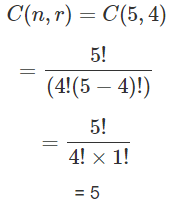 C(n, r) = C(5, 4)
= 5! / (4!(5 − 4)!)
= 5! / 4! × 1!
= 5